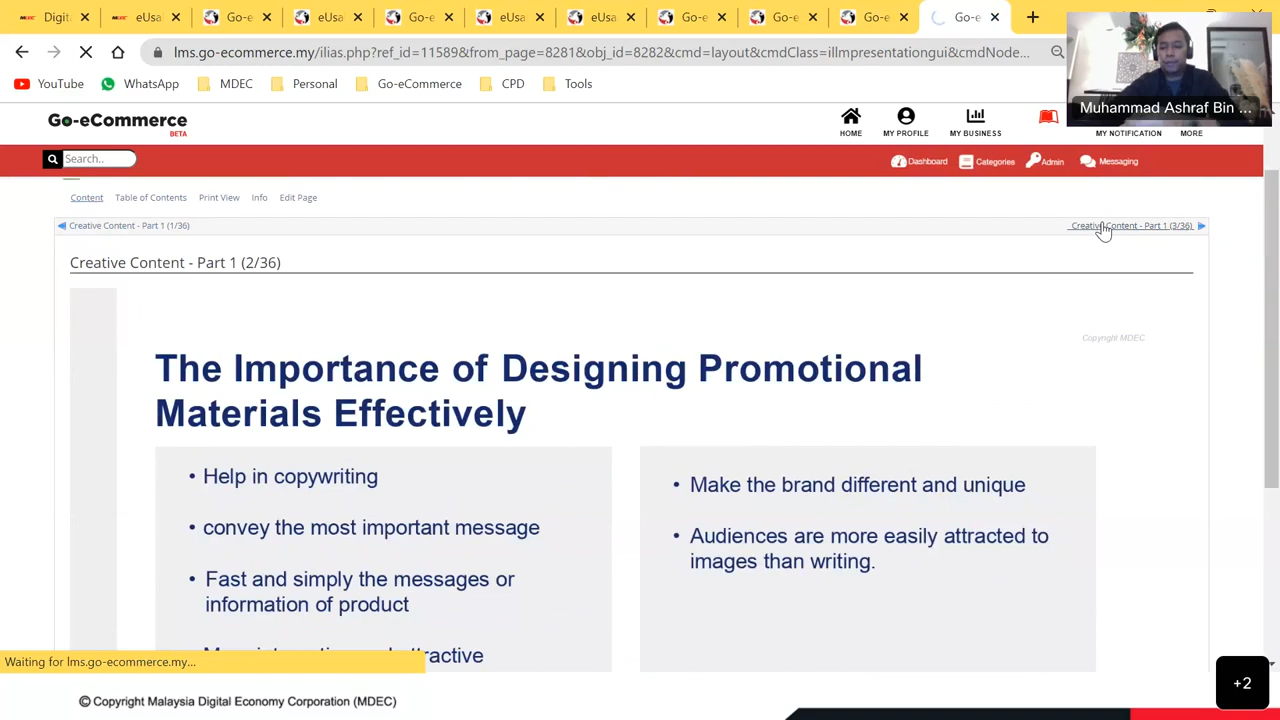 Digit
eUsa
Go-e
eUsa
Go-e
eUsa
eUsa
Go-e
Go-e
Go-e
Go-e
lms.go-ecommerce.my/ilias.php?ref_id=11589&from_page=8281&obj_id=8282&cmd=layout&cmdClass=illmpresentationgui&cmdNode...
YouTube
WhatsApp
MDEC
Personal
Go-eCommerce
CPD
Tools
Muhammad Ashraf Bin ...
Go-eCommerce
BETA
HOME
MY PROFILE
MY BUSINESS
MY NOTIFICATION
MORE
Search..
Dashboard
Categories
Admin
Messaging
Content
Table of Contents
Print View
Info
Edit Page
Creative Content - Part 1 (1/36)
Creative Content - Part 1 (3/36)
Creative Content - Part 1 (2/36)
Copyright MDEC
The Importance of Designing Promotional
Materials Effectively
• Help in copywriting
• convey the most important message
• Fast and simply the messages or
information of product
• Make the brand different and unique
• Audiences are more easily attracted to
images than writing.
Waiting for lms.go-ecommerce.my...
+2
© Copyright Malaysia Digital Economy Corporation (MDEC)